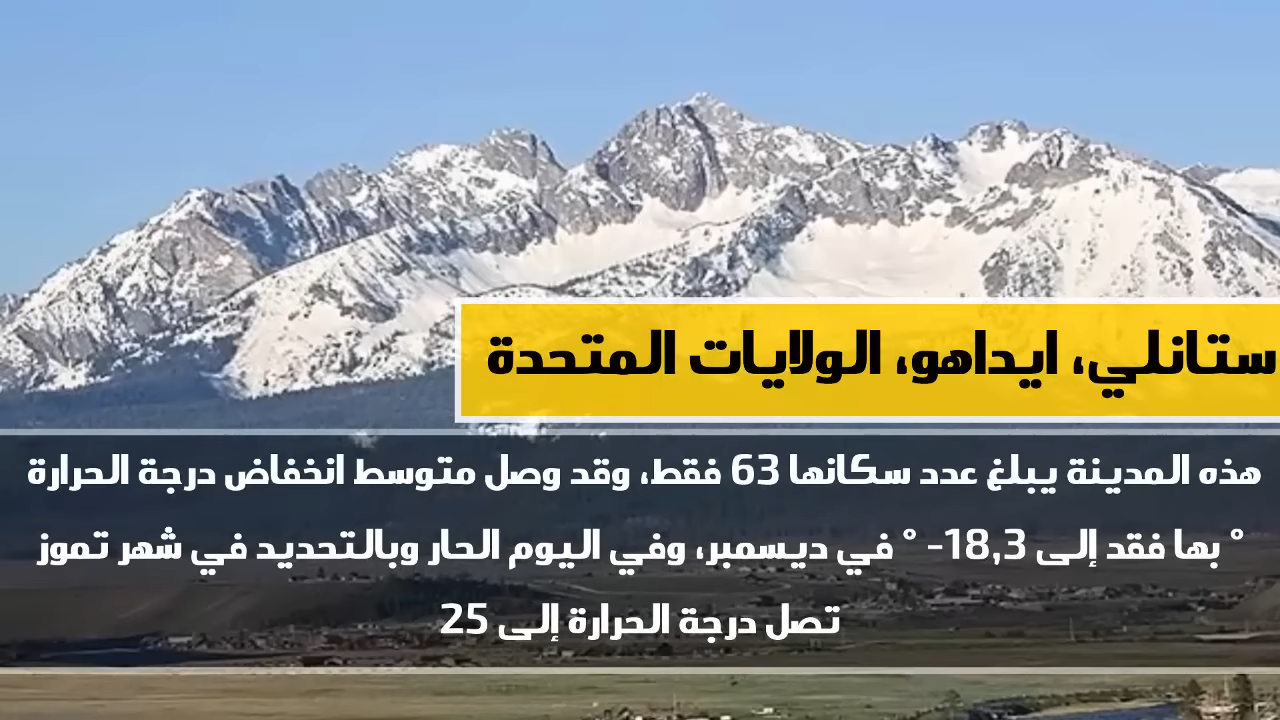 ستانلي، ايداهو، الولايات المتحدة
هذه المدينة يبلغ عدد سكانها 63 فقط، وقد وصل متوسط انخفاض درجة الحرارة
° بها فقد إلى 18,3- ° في ديسمبر، وفي اليوم الحار وبالتحديد في شهر تموز
تصل درجة الحرارة إلى 25